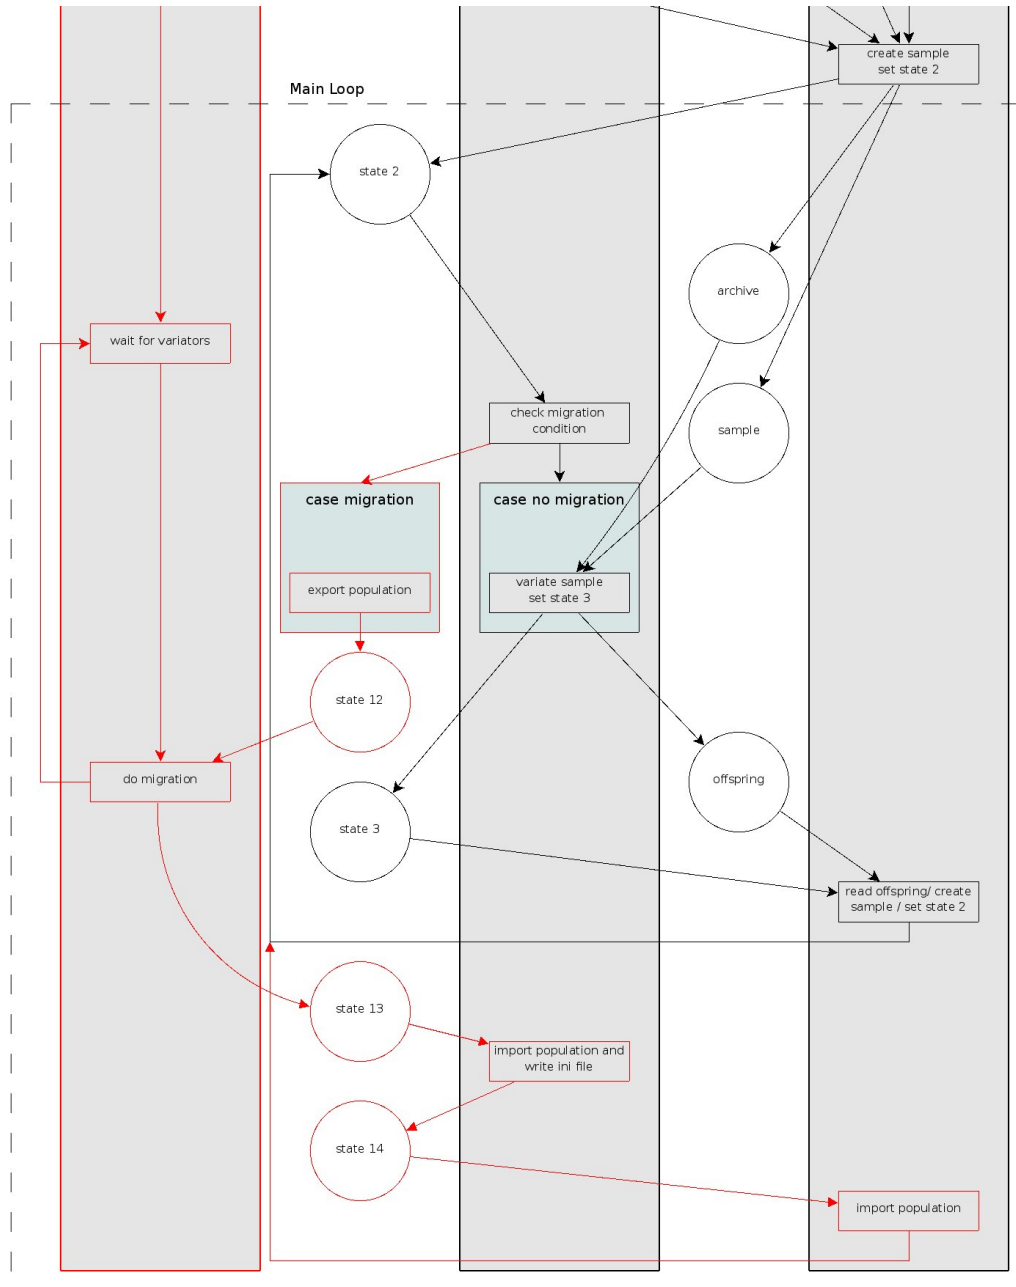 create sample
set state 2
Main Loop
state 2
archive
wait for variators
check migration
condition
sample
case migration
case no migration
export population
variate sample
set state 3
state 12
do migration
offspring
state 3
read offspring/ create
sample / set state 2
state 13
import population and
write ini file
state 14
import population